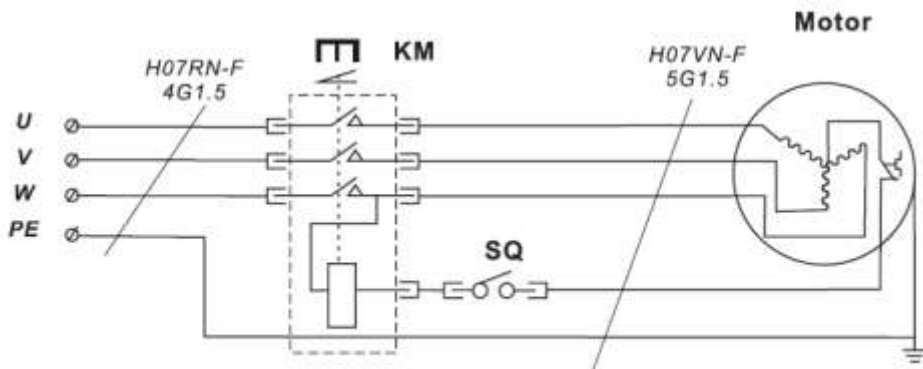 Motor
KM
H07RN-F
4G1.5
H07VN-F
5G1.5
U
V
W
PE
SQ